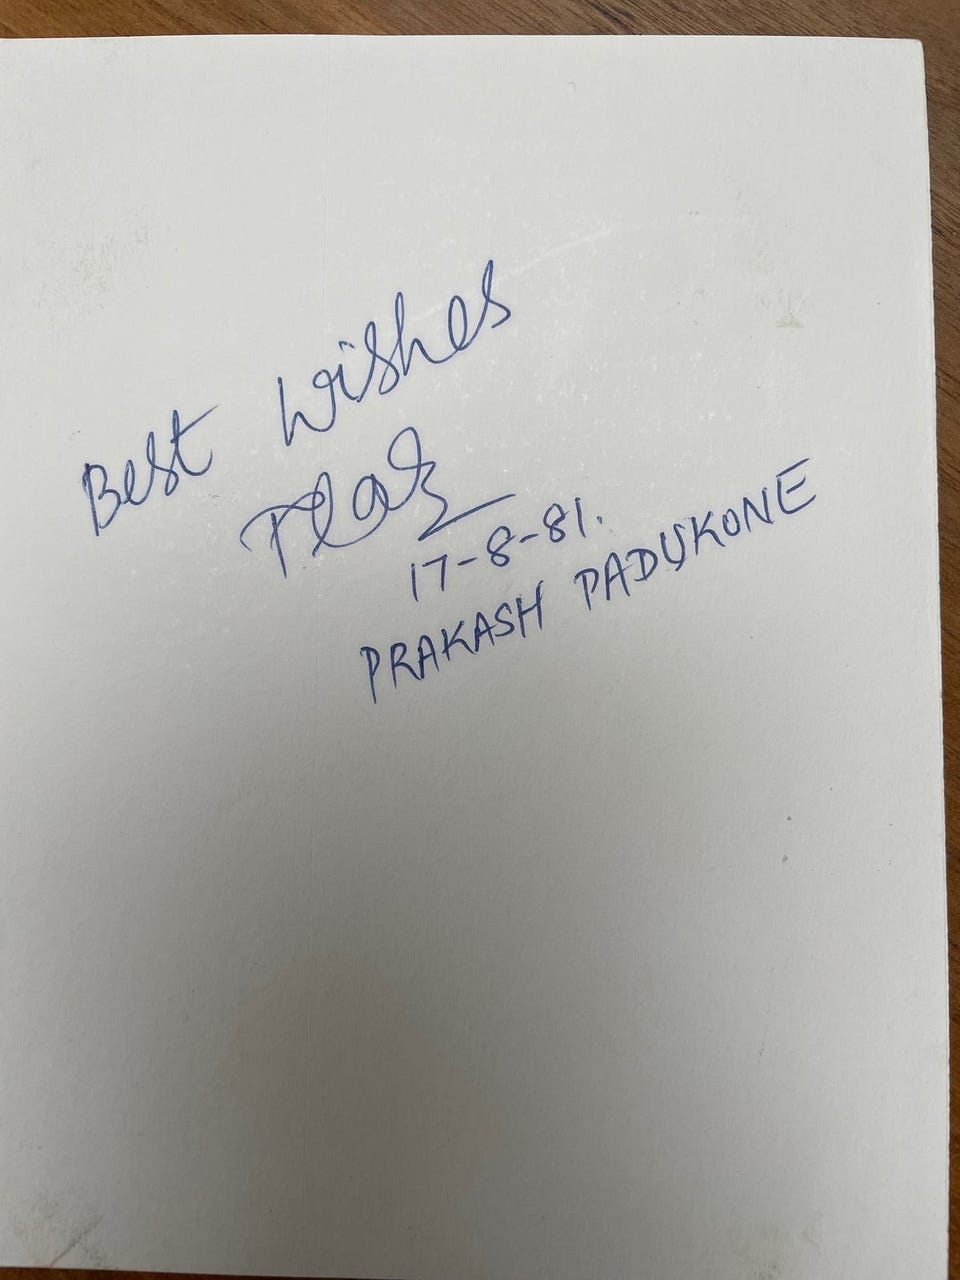 Best Wishes
17-8-81.
PRAKASH PADUKONE